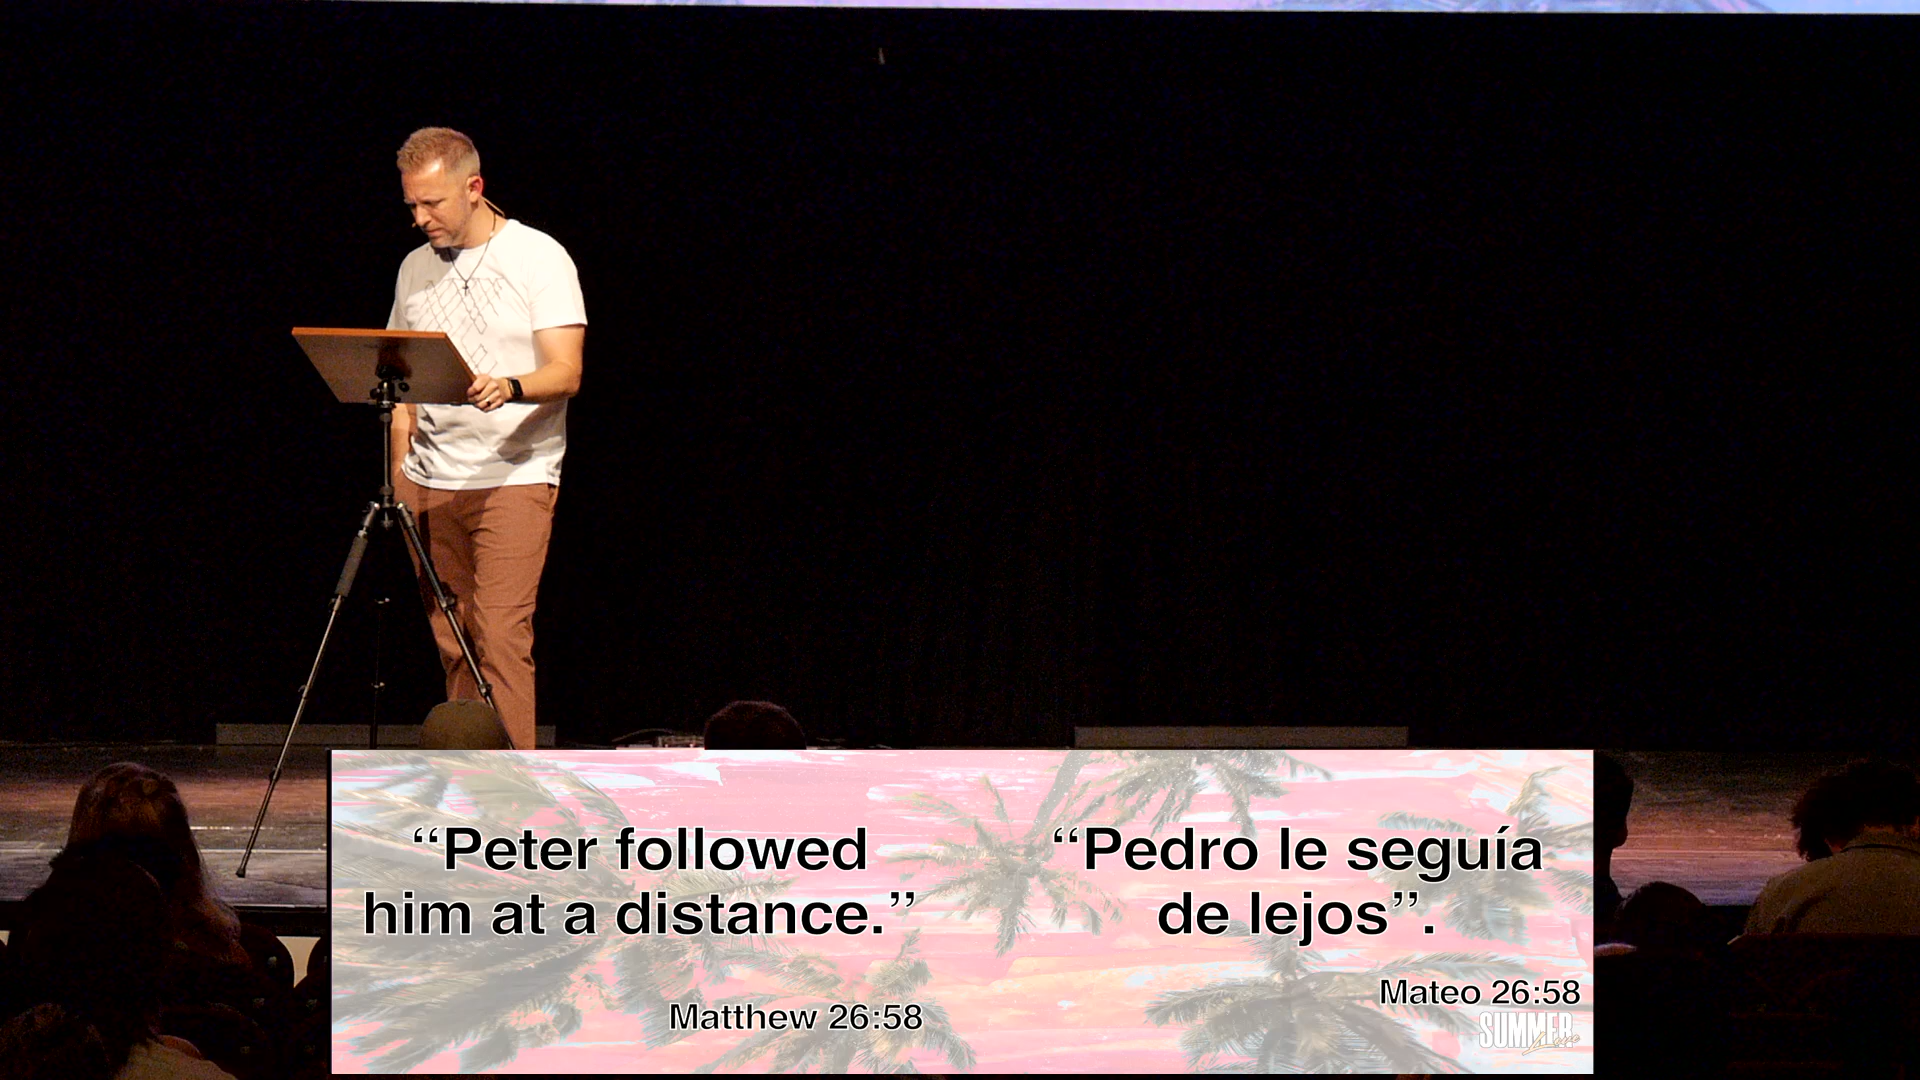 “Peter followed
him at a distance.”
Matthew 26:58
“Pedro le seguía
de lejos”.
Mateo 26:58
SUMMER